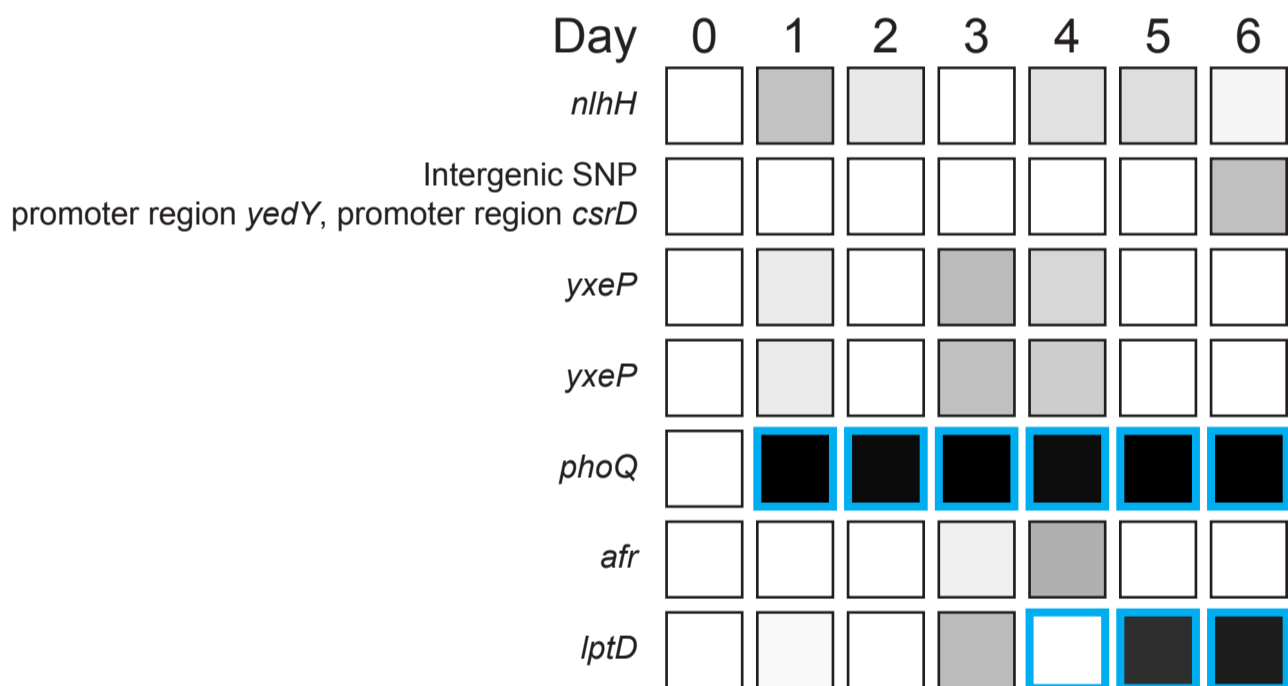 Day 0 1 2 3 4 5 6
nlhH
Intergenic SNP
promoter region yedY, promoter region csrD
yxeP
yxeP
phoQ
afr
lptD